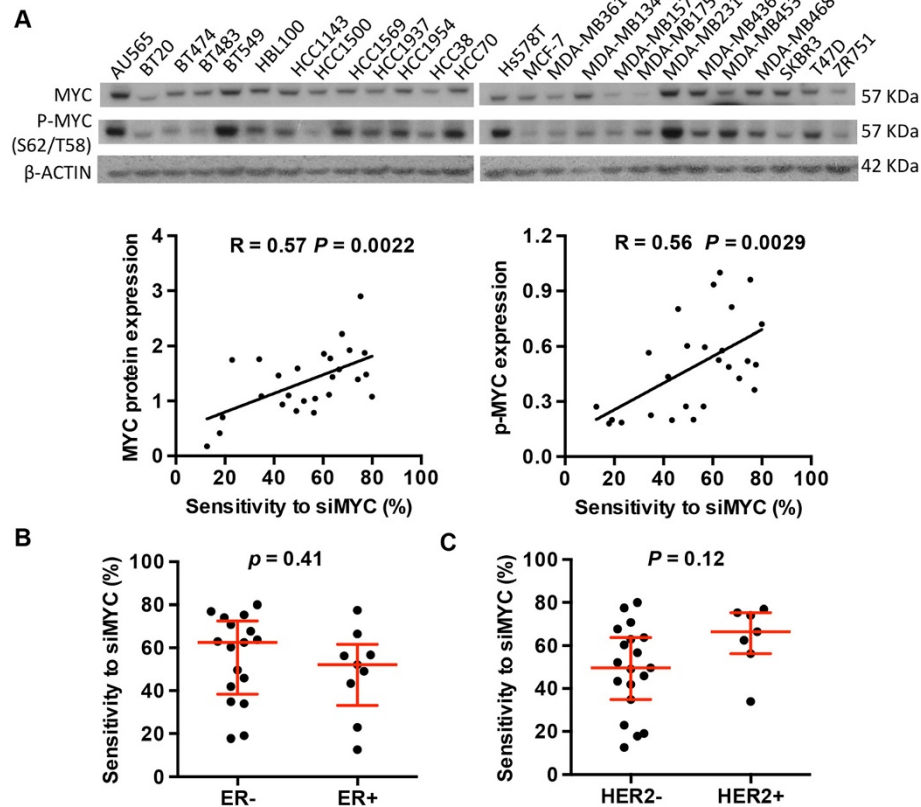 A
AU565 BT20 BT474 BT483 BT549 HBL100 HCC1143 HCC1500 HCC1569 HCC1937 HCC1954 HCC38 HCC70 Hs578T MCF-7 MDA-MB361 MDA-MB134 MDA-MB157 MDA-MB175 MDA-MB231 MDA-MB436 MDA-MB453 MDA-MB468 SKBR3 T47D ZR751
MYC 57 KDa
P-MYC
(S62/T58) 57 KDa
β-ACTIN 42 KDa
R = 0.57 P = 0.0022
MYC protein expression
4
3
2
1
0
0 20 40 60 80 100
Sensitivity to siMYC (%)
R = 0.56 P = 0.0029
p-MYC expression
1.2
0.9
0.6
0.3
0.0
0 20 40 60 80 100
Sensitivity to siMYC (%)
B
p = 0.41
Sensitivity to siMYC (%)
100
80
60
40
20
0
ER- ER+
C
P = 0.12
Sensitivity to siMYC (%)
100
80
60
40
20
0
HER2- HER2+